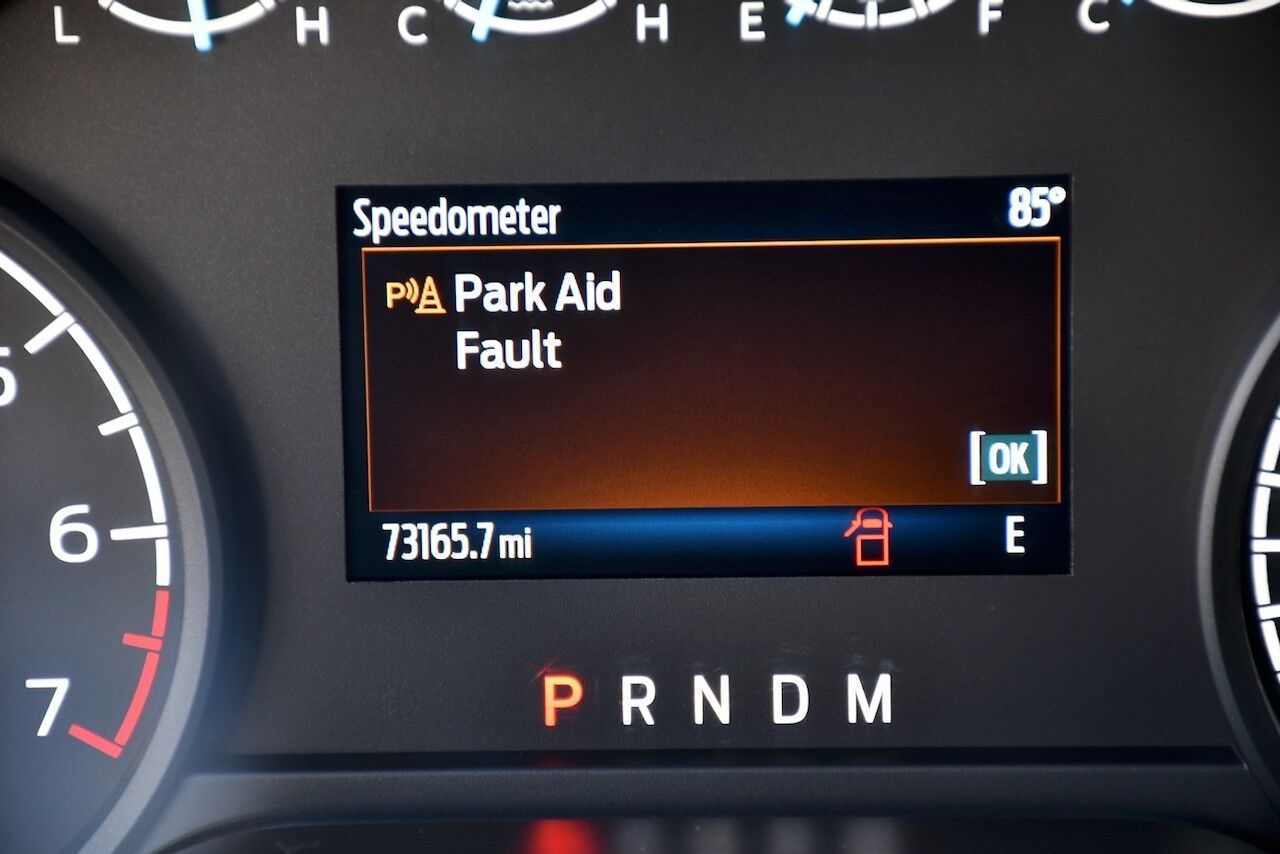 L H C H E F C
Speedometer 85°
P Park Aid
Fault
[OK]
73165.7 mi E
5
6
7
P R N D M